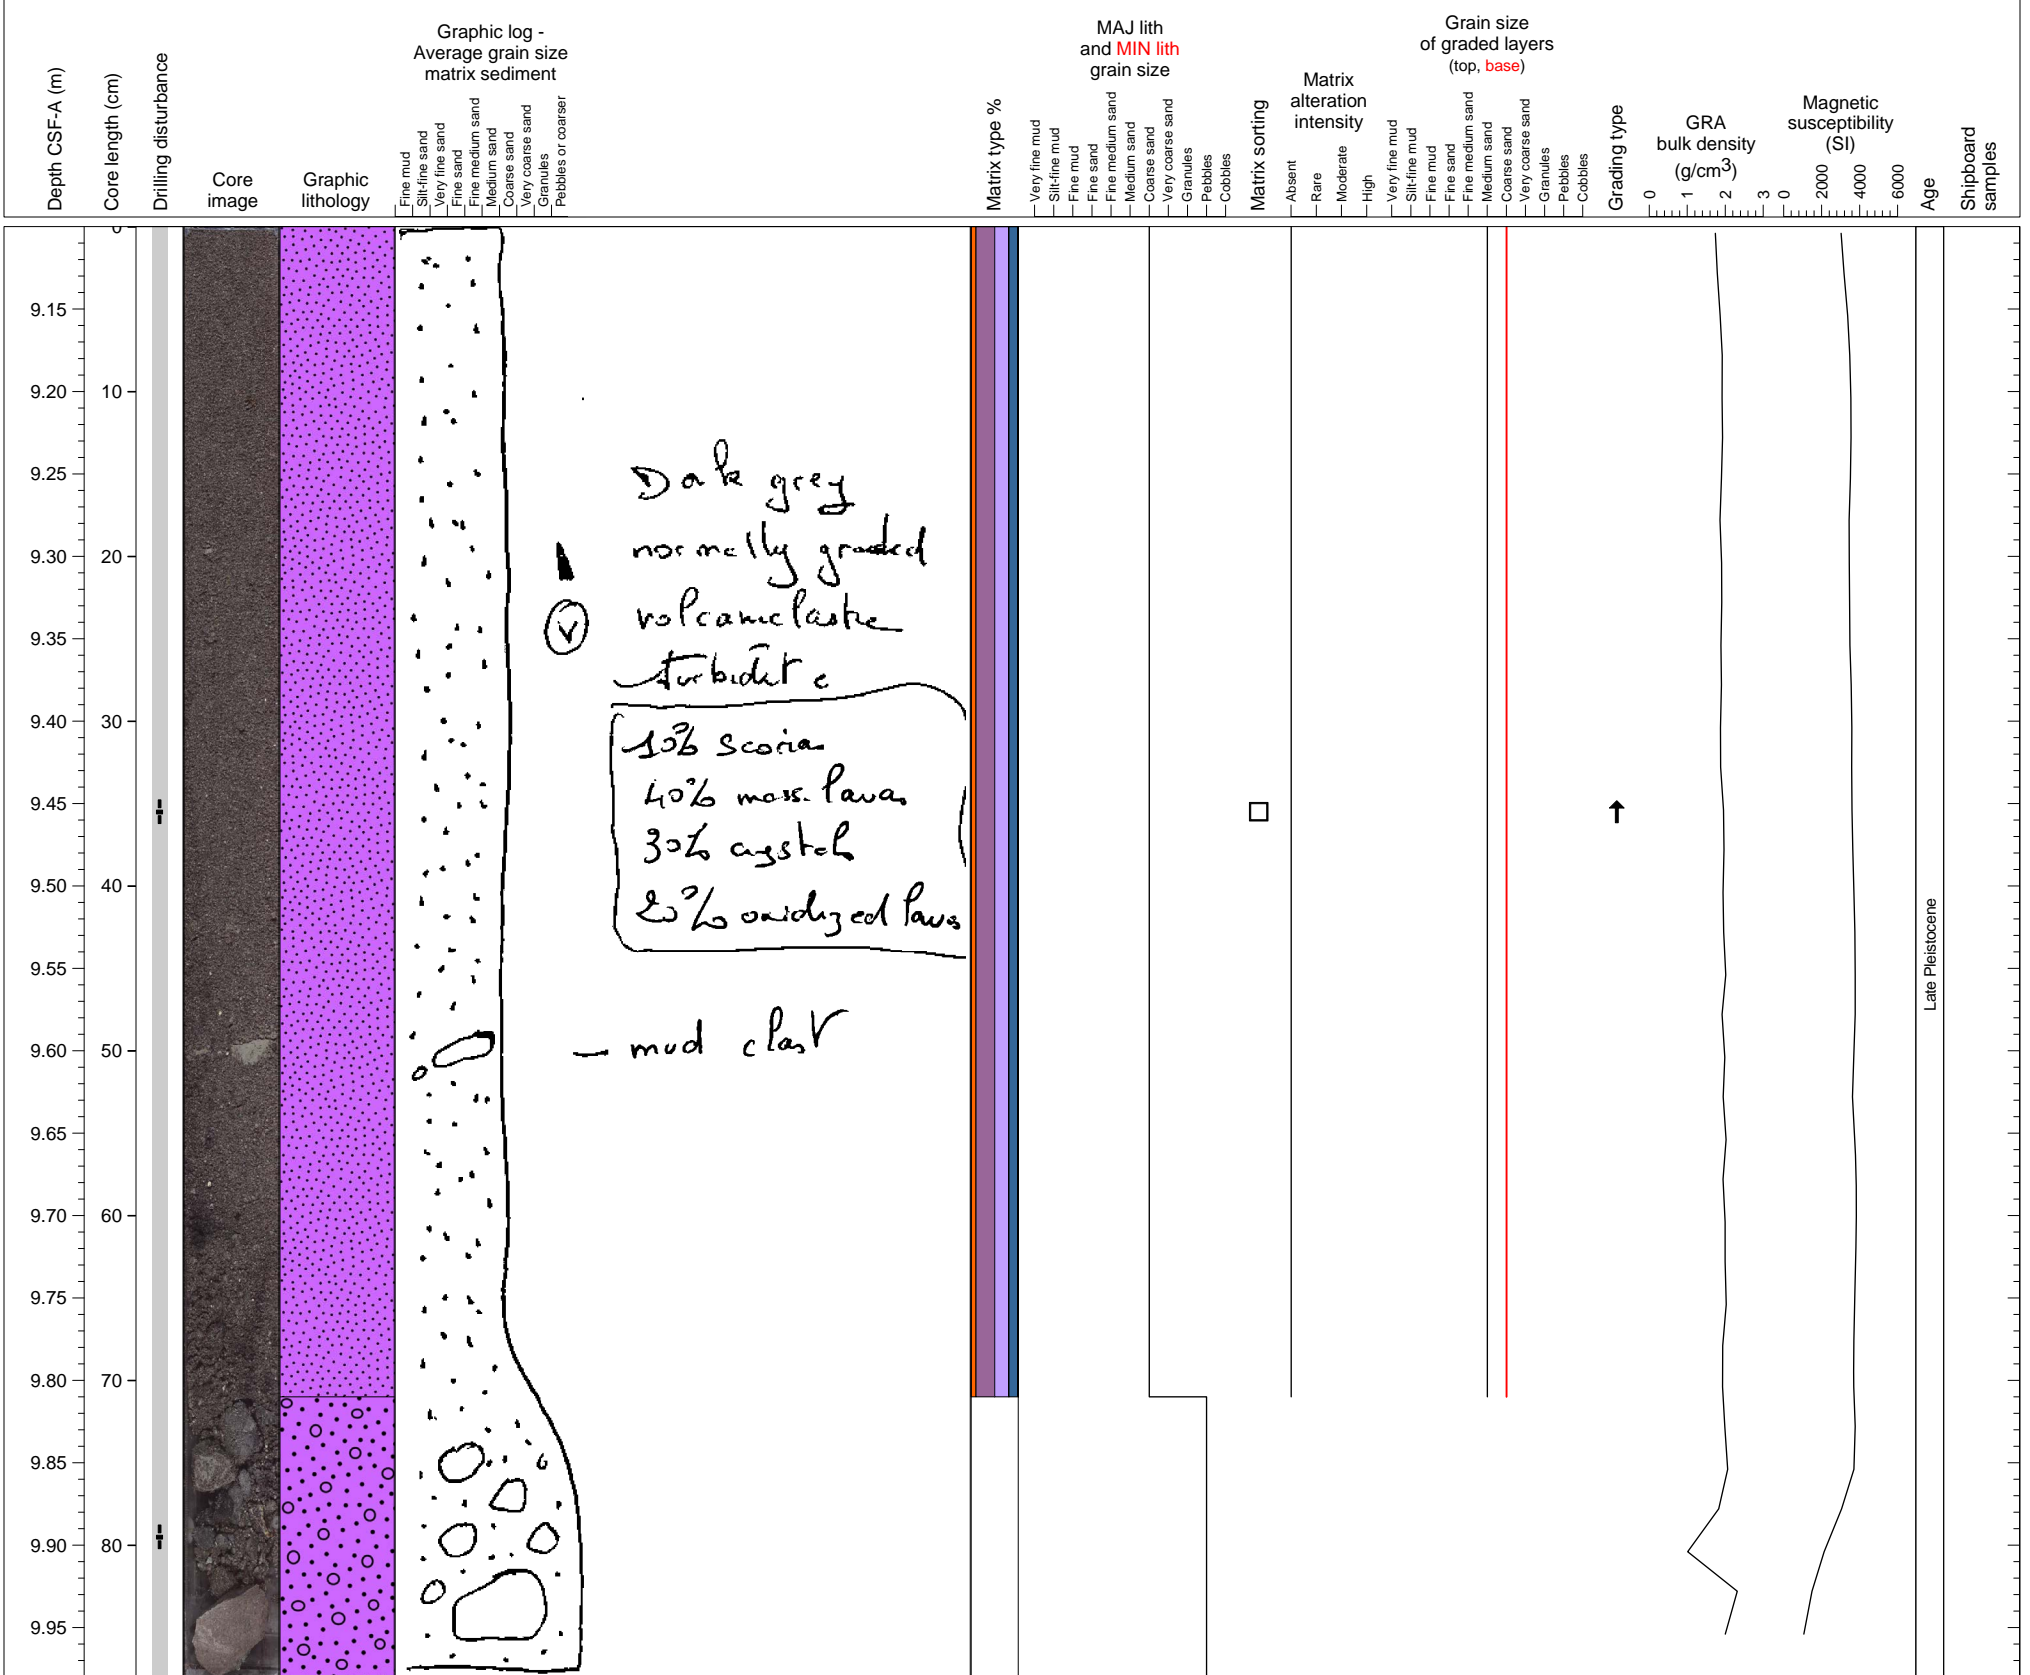 Depth CSF-A (m)
Core length (cm)
Drilling disturbance
Core
image
Graphic
lithology
Graphic log -
Average grain size
matrix sediment
Fine mud
Silt-fine sand
Very fine sand
Fine sand
Fine medium sand
Medium sand
Coarse sand
Very coarse sand
Granules
Pebbles or coarser
Matrix type %
MAJ lith
and MIN lith
grain size
Very fine mud
Silt-fine mud
Fine mud
Fine sand
Fine medium sand
Medium sand
Coarse sand
Very coarse sand
Granules
Pebbles
Cobbles
Matrix sorting
Matrix
alteration
intensity
Absent
Rare
Moderate
High
Grain size
of graded layers
(top, base)
Very fine mud
Silt-fine mud
Fine mud
Fine sand
Fine medium sand
Medium sand
Coarse sand
Very coarse sand
Granules
Pebbles
Cobbles
Grading type
GRA
bulk density
(g/cm3)
0 1 2 3
Magnetic
susceptibility
(SI)
0 2000 4000 6000
Age
Shipboard
samples
0
9.15
9.20 10
9.25
9.30 20
9.35
9.40 30
9.45
9.50 40
9.55
9.60 50
9.65
9.70 60
9.75
9.80 70
9.85
9.90 80
9.95
Dark grey
normally graded
volcaniclastic
turbidite
V
10% scoria
40% mass. lavas
30% crystals
20% oxidized lavas
mud clast
Late Pleistocene